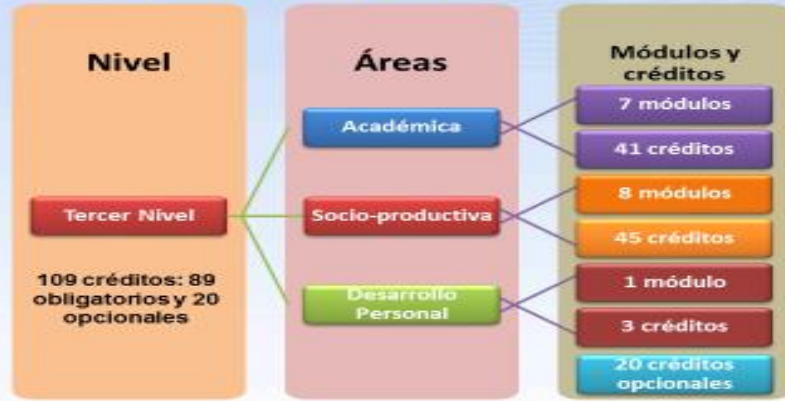 Nivel
Áreas
Módulos y
créditos
Tercer Nivel
109 créditos: 89
obligatorios y 20
opcionales
Académica
7 módulos
41 créditos
Socio-productiva
8 módulos
45 créditos
Desarrollo
Personal
1 módulo
3 créditos
20 créditos
opcionales